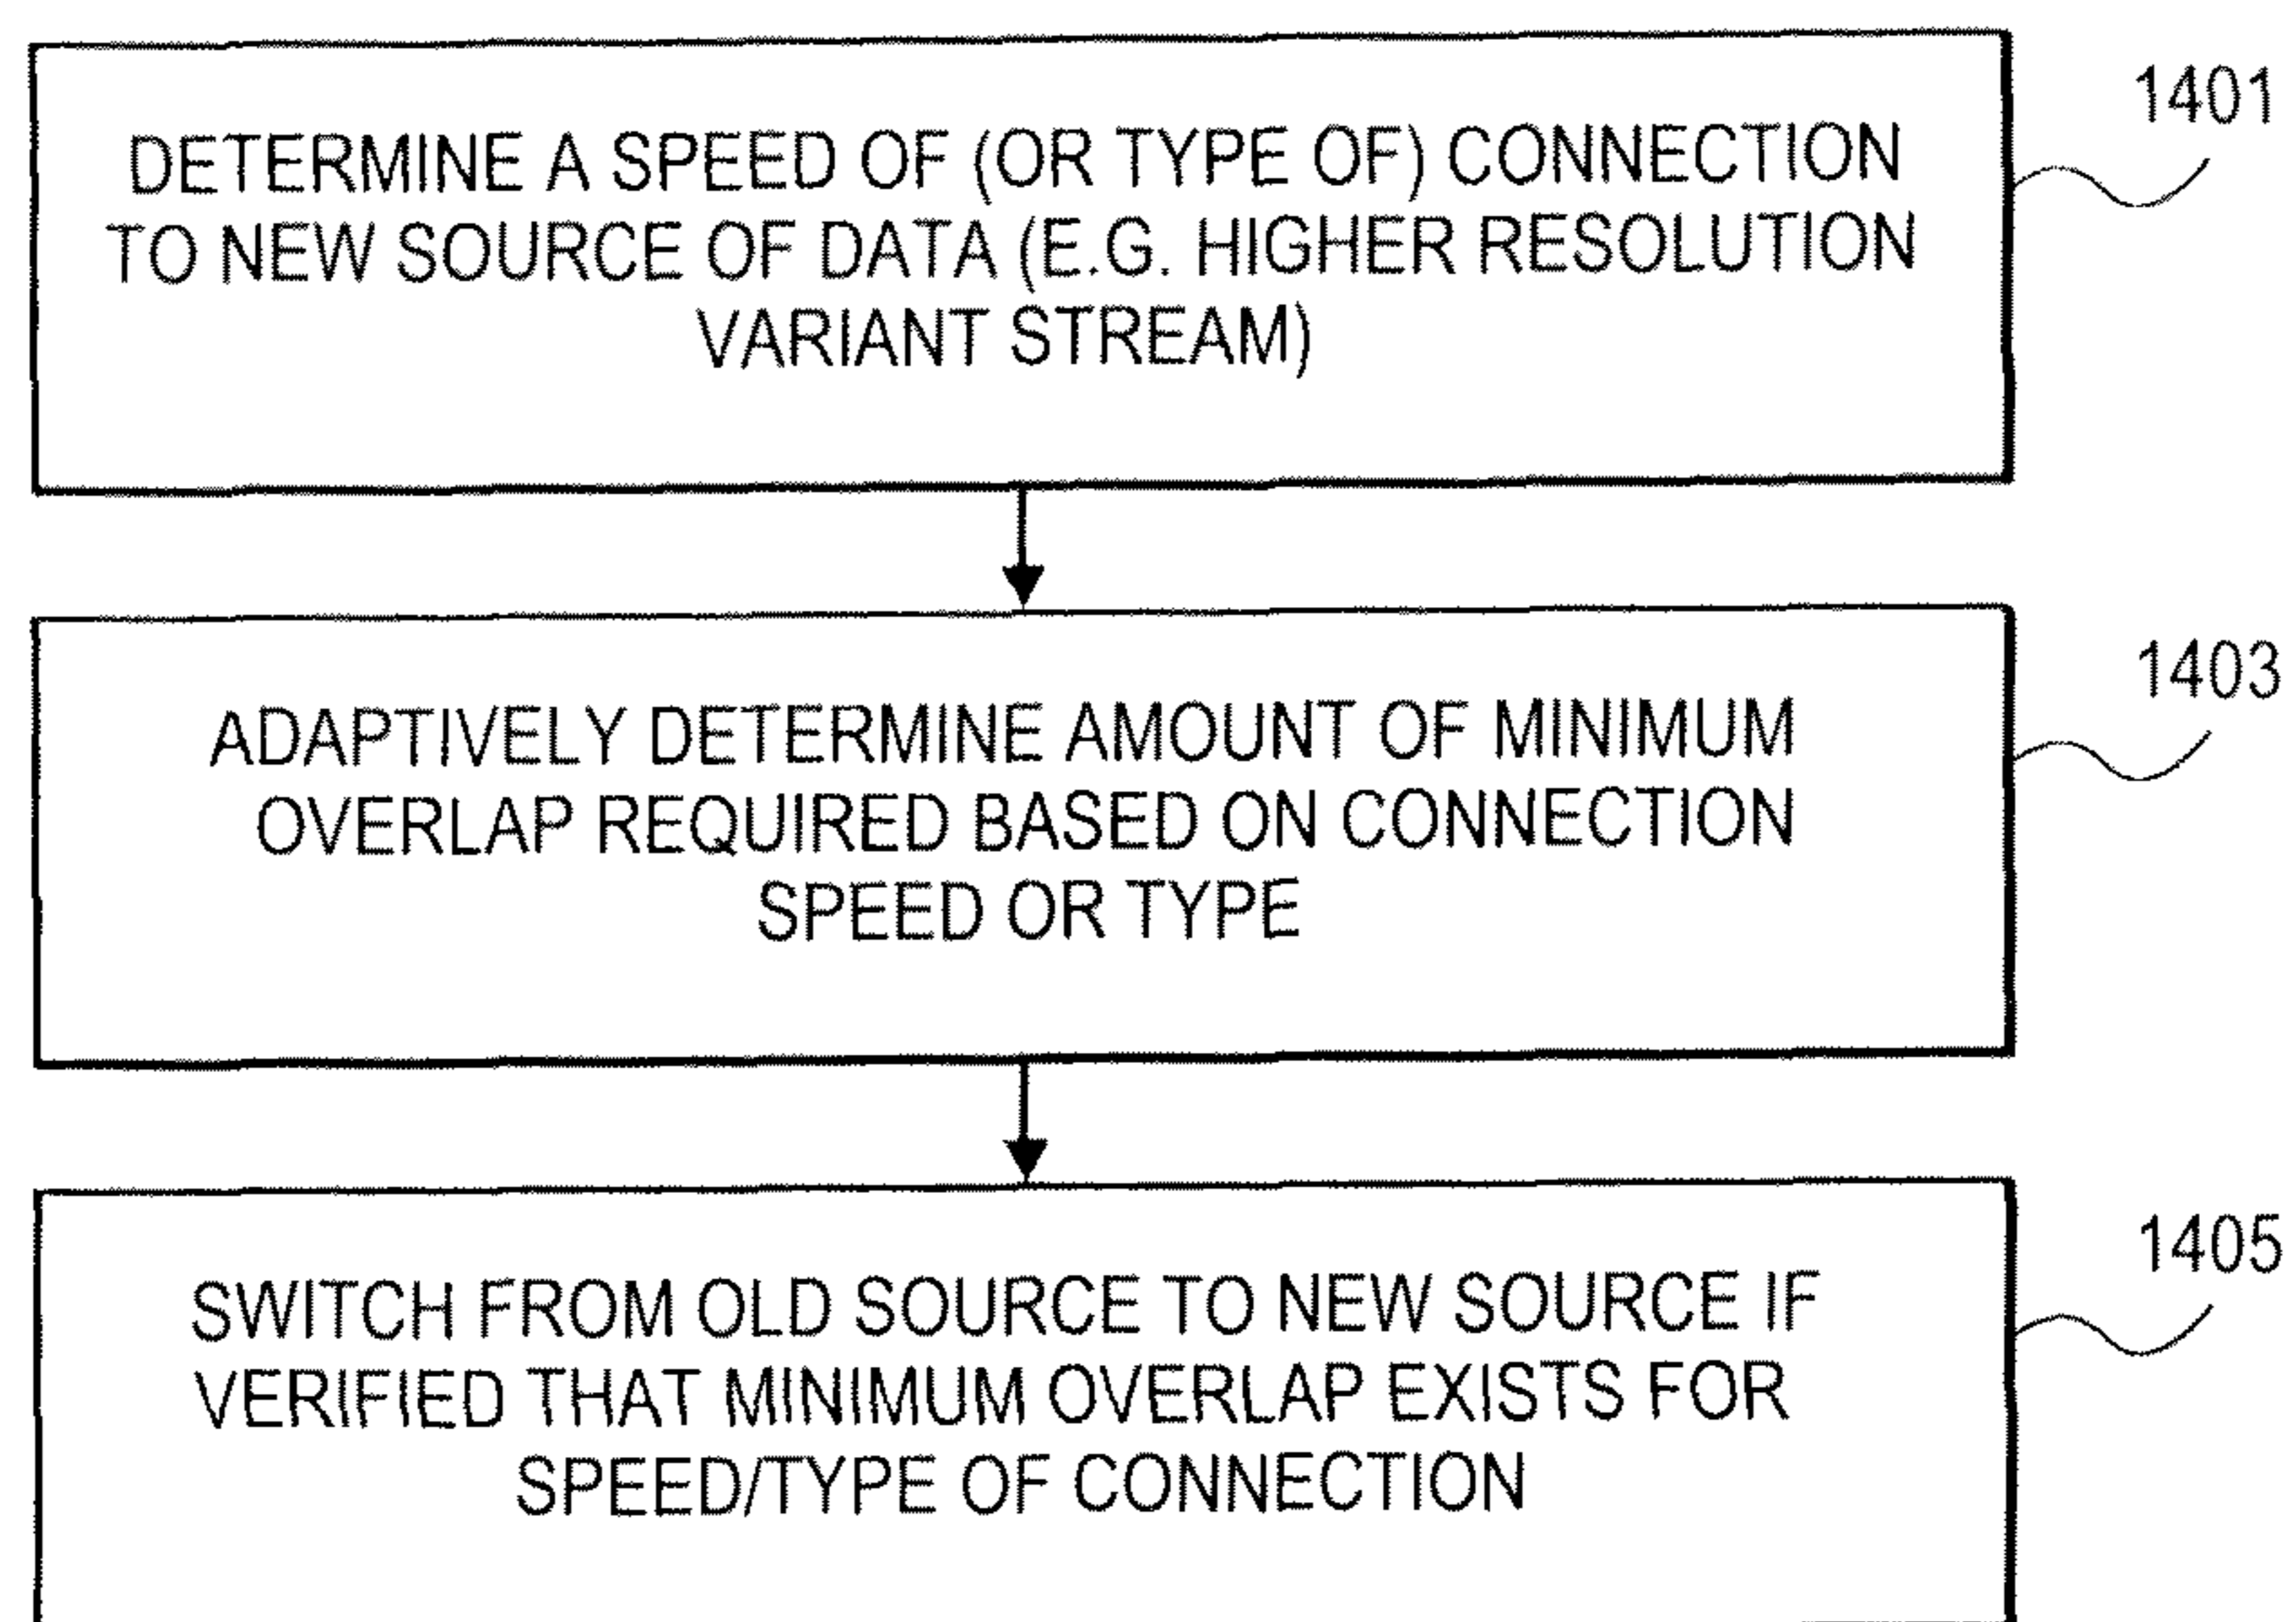 DETERMINE A SPEED OF (OR TYPE OF) CONNECTION
TO NEW SOURCE OF DATA (E.G. HIGHER RESOLUTION
VARIANT STREAM)
1401
ADAPTIVELY DETERMINE AMOUNT OF MINIMUM
OVERLAP REQUIRED BASED ON CONNECTION
SPEED OR TYPE
1403
SWITCH FROM OLD SOURCE TO NEW SOURCE IF
VERIFIED THAT MINIMUM OVERLAP EXISTS FOR
SPEED/TYPE OF CONNECTION
1405